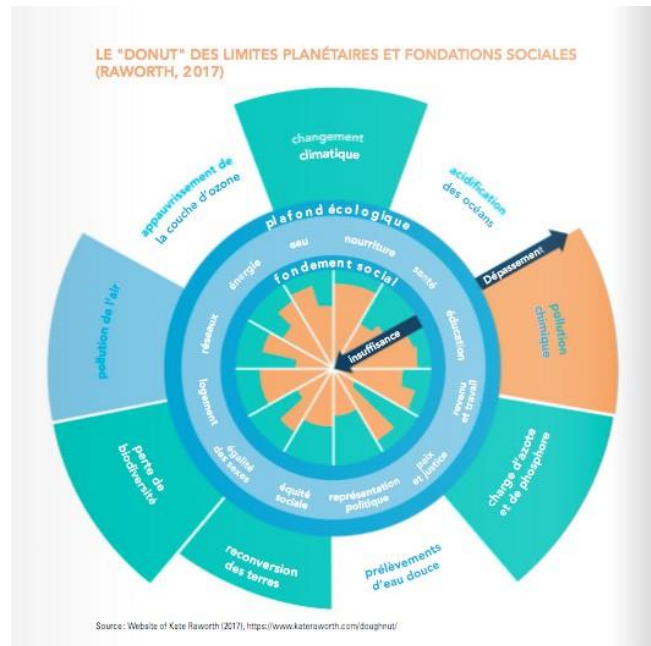 LE "DONUT" DES LIMITES PLANÉTAIRES ET FONDATIONS SOCIALES
(RAWORTH, 2017)
changement
climatique
appauvrissement de
la couche d'ozone
acidification
des océans
plafond écologique
eau
nourriture
énergie
santé
fondement social
Dépassement
pollution de l'air
pollution
chimique
réseaux
insuffisance
éducation
logement
revenu
et travail
égalité
des sexes
paix
et justice
équité
sociale
représentation
politique
perte de
biodiversité
charge d'azote
et de phosphore
reconversion
des terres
prélèvements
d'eau douce
Source: Website of Kate Raworth (2017), https://www.kateraworth.com/doughnut/